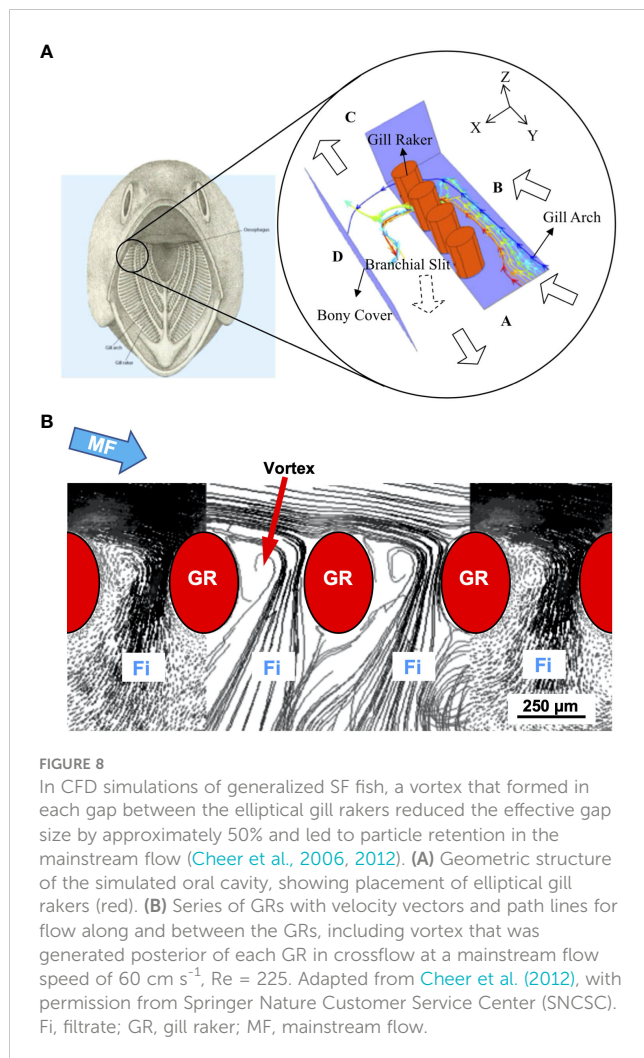 A
Z
X
Y
C
Gill Raker
B
Gill Arch
D
Branchial Slit
Bony Cover
A
Oesophagus
Gill arch
Gill raker
B
MF
Vortex
GR
GR
GR
Fi
Fi
Fi
Fi
250 µm
FIGURE 8
In CFD simulations of generalized SF fish, a vortex that formed in
each gap between the elliptical gill rakers reduced the effective gap
size by approximately 50% and led to particle retention in the
mainstream flow (Cheer et al., 2006, 2012). (A) Geometric structure
of the simulated oral cavity, showing placement of elliptical gill
rakers (red). (B) Series of GRs with velocity vectors and path lines for
flow along and between the GRs, including vortex that was
generated posterior of each GR in crossflow at a mainstream flow
speed of 60 cm s⁻¹, Re = 225. Adapted from Cheer et al. (2012), with
permission from Springer Nature Customer Service Center (SNCSC).
Fi, filtrate; GR, gill raker; MF, mainstream flow.